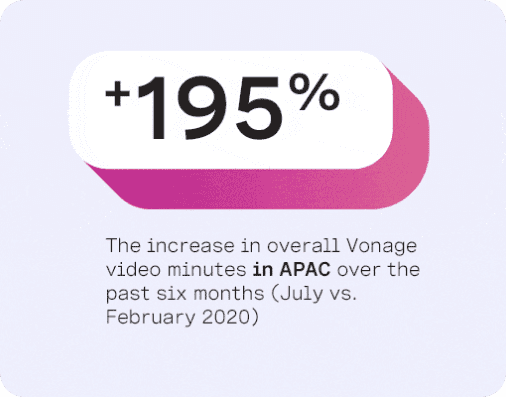 +195%
The increase in overall Vonage
video minutes in APAC over the
past six months (July vs.
February 2020)